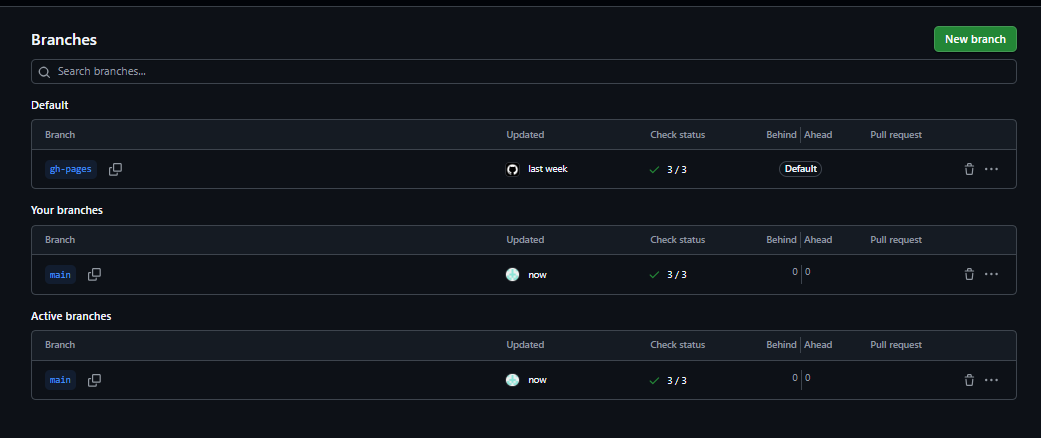 Branches
New branch
Search branches...
Default
Branch Updated Check status Behind Ahead Pull request
gh-pages last week 3 / 3 Default
Your branches
Branch Updated Check status Behind Ahead Pull request
main now 3 / 3 0 0
Active branches
Branch Updated Check status Behind Ahead Pull request
main now 3 / 3 0 0